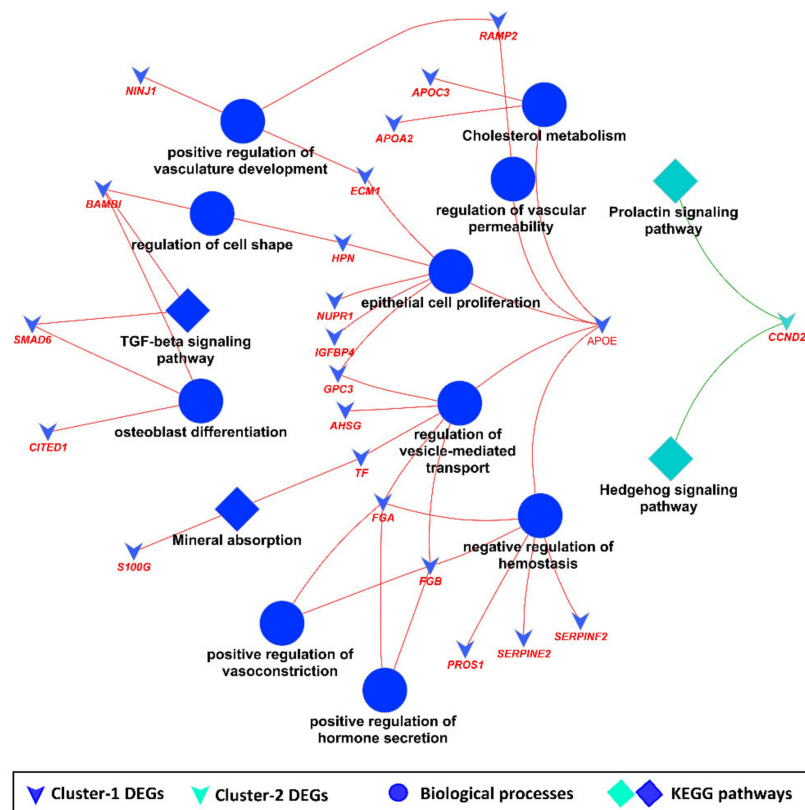 RAMP2
NINJ1
APOC3
APOA2
Cholesterol metabolism
positive regulation of
vasculature development
ECM1
BAMBI
regulation of cell shape
regulation of vascular
permeability
Prolactin signaling
pathway
HPN
epithelial cell proliferation
NUPR1
SMAD6
TGF-beta signaling
pathway
IGFBP4
APOE
CCND2
GPC3
AHSG
CITED1
osteoblast differentiation
regulation of
vesicle-mediated transport
TF
Hedgehog signaling
pathway
Mineral absorption
FGA
S100G
negative regulation of
hemostasis
FGB
positive regulation of
vasoconstriction
PROS1
SERPINE2
SERPINF2
positive regulation of
hormone secretion
Cluster-1 DEGs Cluster-2 DEGs Biological processes KEGG pathways